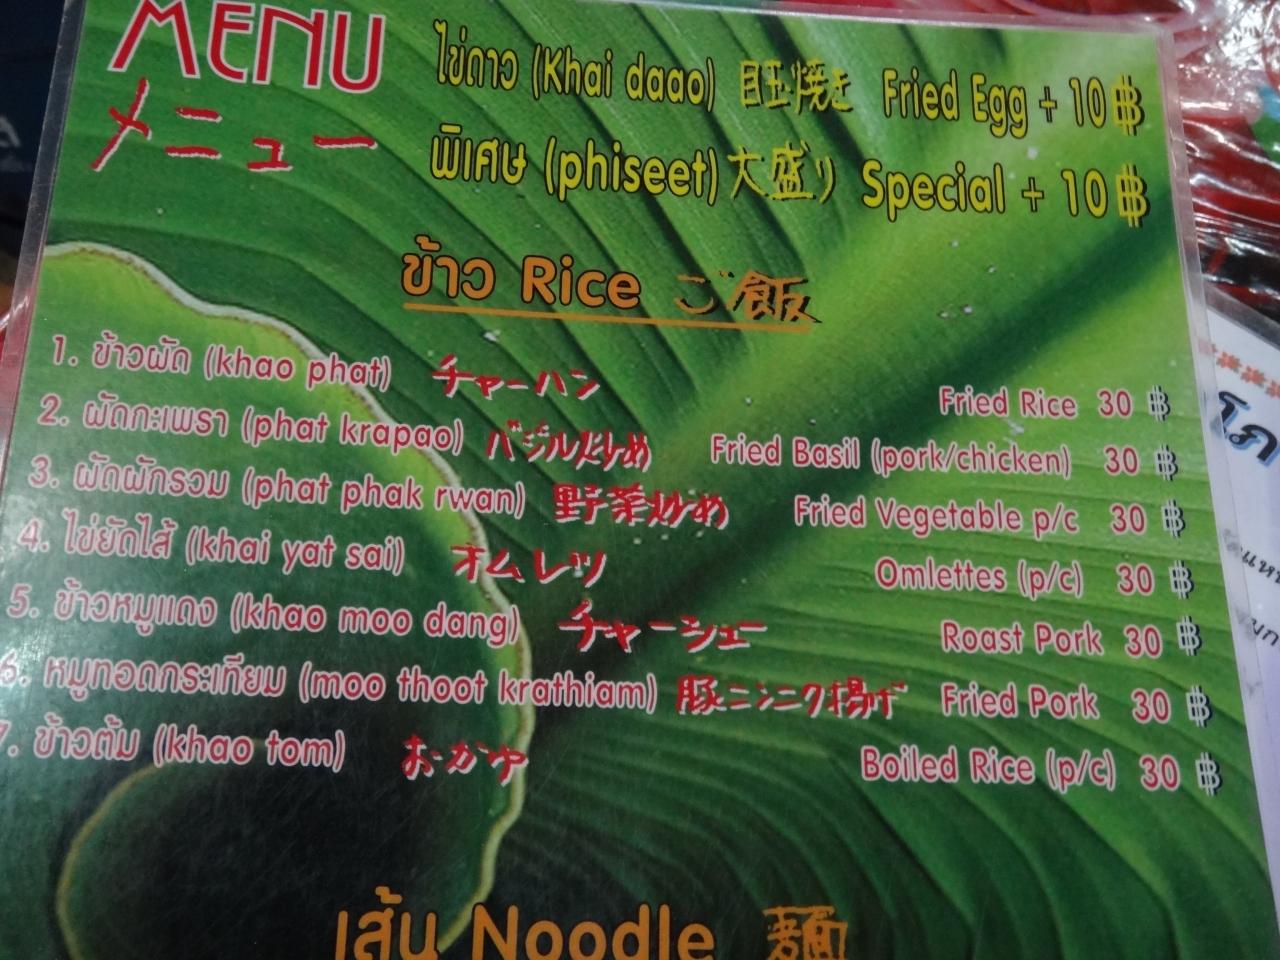 MENU
メニュー
ไข่ดาว (Khai daao) 目玉焼き Fried Egg + 10 ฿
พิเศษ (phiseet) 大盛り Special + 10 ฿
ข้าว Rice ご飯
1. ข้าวผัด (khao phat) チャーハン Fried Rice 30 ฿
2. ผัดกะเพรา (phat krapao) バジル炒め Fried Basil (pork/chicken) 30 ฿
3. ผัดผักรวม (phat phak rwan) 野菜炒め Fried Vegetable p/c 30 ฿
4. ไข่ยัดไส้ (khai yat sai) オムレツ Omlettes (p/c) 30 ฿
5. ข้าวหมูแดง (khao moo dang) チャーシュー Roast Pork 30 ฿
6. หมูทอดกระเทียม (moo thoot krathiam) 豚ニンニク揚げ Fried Pork 30 ฿
7. ข้าวต้ม (khao tom) おかゆ Boiled Rice (p/c) 30 ฿
เส้น Noodle 麺